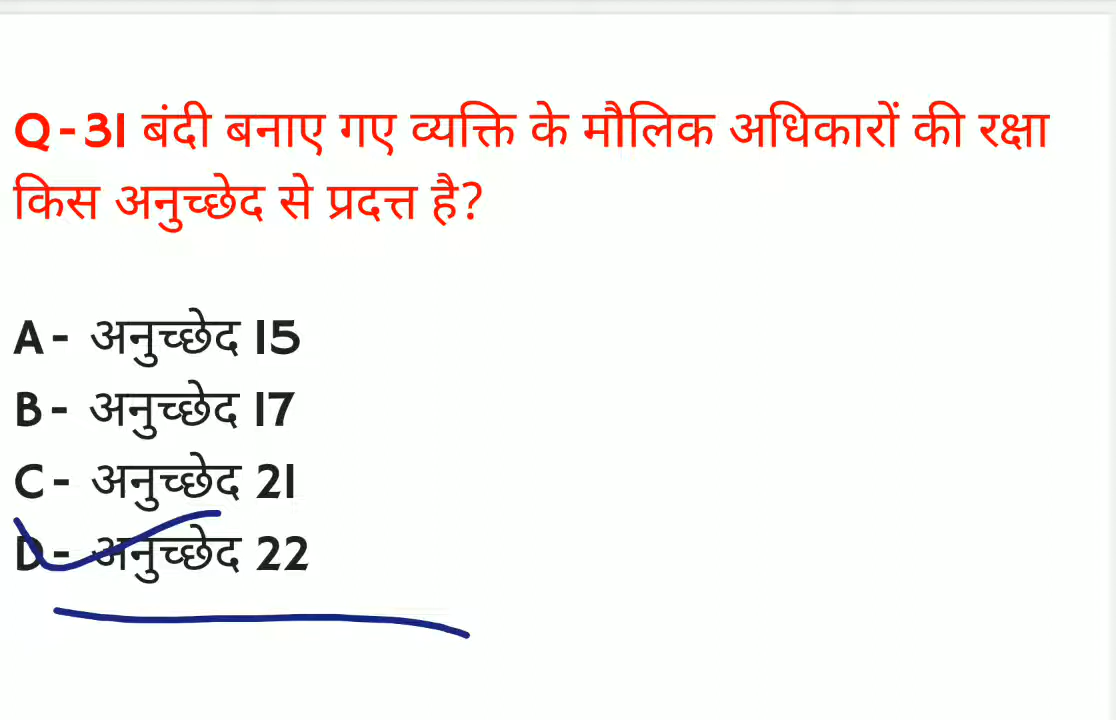 Q-31 बंदी बनाए गए व्यक्ति के मौलिक अधिकारों की रक्षा
किस अनुच्छेद से प्रदत्त है?
A- अनुच्छेद 15
B- अनुच्छेद 17
C- अनुच्छेद 21
D- अनुच्छेद 22